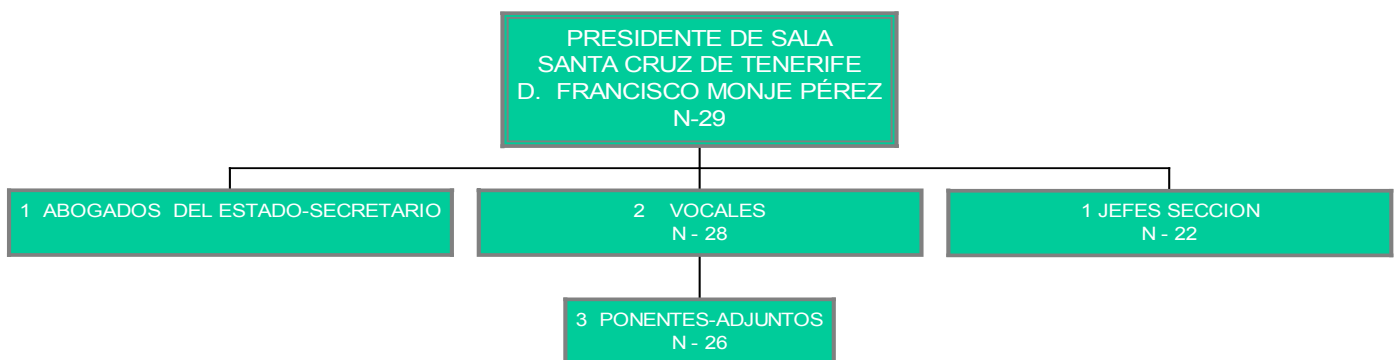 PRESIDENTE DE SALA
SANTA CRUZ DE TENERIFE
D. FRANCISCO MONJE PÉREZ
N-29
1 ABOGADOS DEL ESTADO-SECRETARIO
2 VOCALES
N - 28
1 JEFES SECCION
N - 22
3 PONENTES-ADJUNTOS
N - 26